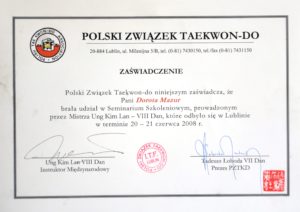 POLSKI ZWIĄZEK TAEKWON-DO
20-884 Lublin, ul. Milenijna 5/B, tel. (0-81) 7430150, tel./fax (0-81) 7431150
ZAŚWIADCZENIE
Polski Związek Taekwon-do niniejszym zaświadcza, że
Pani Dorota Mazur
brała udział w Seminarium Szkoleniowym, prowadzonym
przez Mistrza Ung Kim Lan – VIII Dan, które odbyło się w Lublinie
w terminie 20 – 21 czerwca 2008 r.
Ung Kim Lan VIII Dan
Instruktor Międzynarodowy
I.T.F.
Tadeusz Łoboda VII Dan
Prezes PZTKD